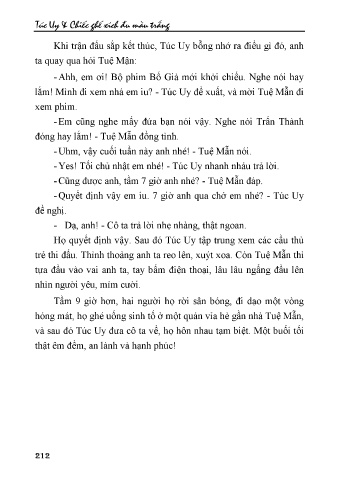 Túc Uy & Chiếc ghế xích đu màu trắng
Khi trận đấu sắp kết thúc, Túc Uy bỗng nhớ ra điều gì đó, anh
ta quay qua hỏi Tuệ Mẫn:
- Ahh, em ơi! Bộ phim Bố Già mới khởi chiếu. Nghe nói hay
lắm! Mình đi xem nhé em iu? - Túc Uy đề xuất, và mời Tuệ Mẫn đi
xem phim.
- Em cũng nghe mấy đứa bạn nói vậy. Nghe nói Trấn Thành
đóng hay lắm! - Tuệ Mẫn đồng tình.
- Uhm, vậy cuối tuần này anh nhé! - Tuệ Mẫn nói.
- Yes! Tối chủ nhật em nhé! - Túc Uy nhanh nhảu trả lời.
- Cũng được anh, tầm 7 giờ anh nhé? - Tuệ Mẫn đáp.
- Quyết định vậy em iu. 7 giờ anh qua chở em nhé? - Túc Uy
đề nghị.
- Dạ, anh! - Cô ta trả lời nhẹ nhàng, thật ngoan.
Họ quyết định vậy. Sau đó Túc Uy tập trung xem các cầu thủ
trẻ thi đấu. Thỉnh thoảng anh ta reo lên, xuýt xoa. Còn Tuệ Mẫn thì
tựa đầu vào vai anh ta, tay bấm điện thoại, lâu lâu ngẩng đầu lên
nhìn người yêu, mỉm cười.
Tầm 9 giờ hơn, hai người họ rời sân bóng, đi dạo một vòng
hóng mát, họ ghé uống sinh tố ở một quán vỉa hè gần nhà Tuệ Mẫn,
và sau đó Túc Uy đưa cô ta về, họ hôn nhau tạm biệt. Một buổi tối
thật êm đềm, an lành và hạnh phúc!
212